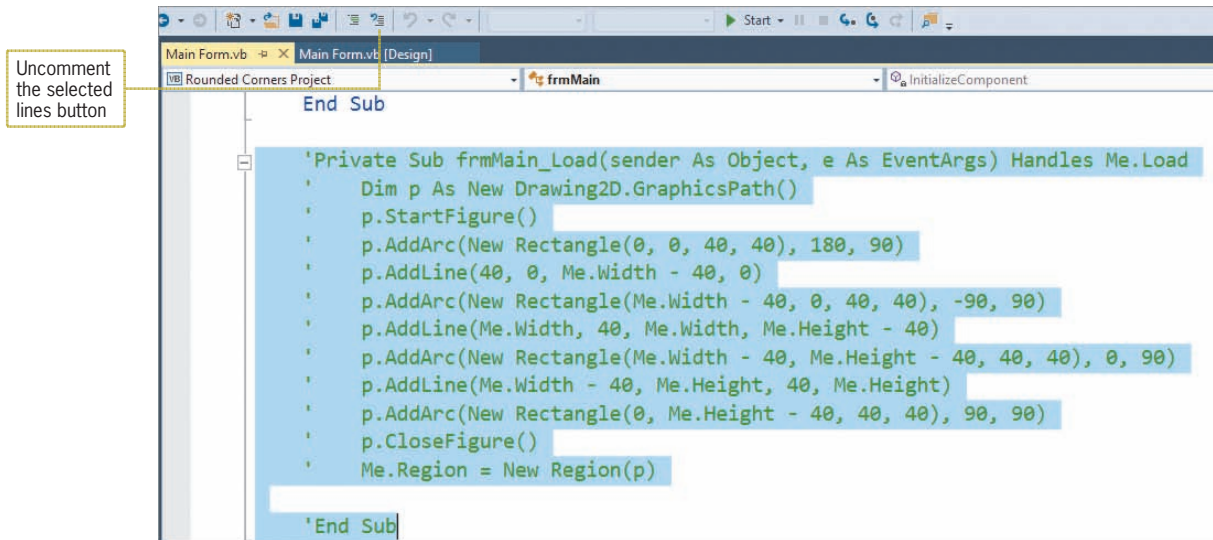 Start
Main Form.vb
Main Form.vb [Design]
Uncomment
the selected
lines button
VB Rounded Corners Project
frmMain
InitializeComponent
End Sub
'Private Sub frmMain_Load(sender As Object, e As EventArgs) Handles Me.Load
'    Dim p As New Drawing2D.GraphicsPath()
'    p.StartFigure()
'    p.AddArc(New Rectangle(0, 0, 40, 40), 180, 90)
'    p.AddLine(40, 0, Me.Width - 40, 0)
'    p.AddArc(New Rectangle(Me.Width - 40, 0, 40, 40), -90, 90)
'    p.AddLine(Me.Width, 40, Me.Width, Me.Height - 40)
'    p.AddArc(New Rectangle(Me.Width - 40, Me.Height - 40, 40, 40), 0, 90)
'    p.AddLine(Me.Width - 40, Me.Height, 40, Me.Height)
'    p.AddArc(New Rectangle(0, Me.Height - 40, 40, 40), 90, 90)
'    p.CloseFigure()
'    Me.Region = New Region(p)
'End Sub